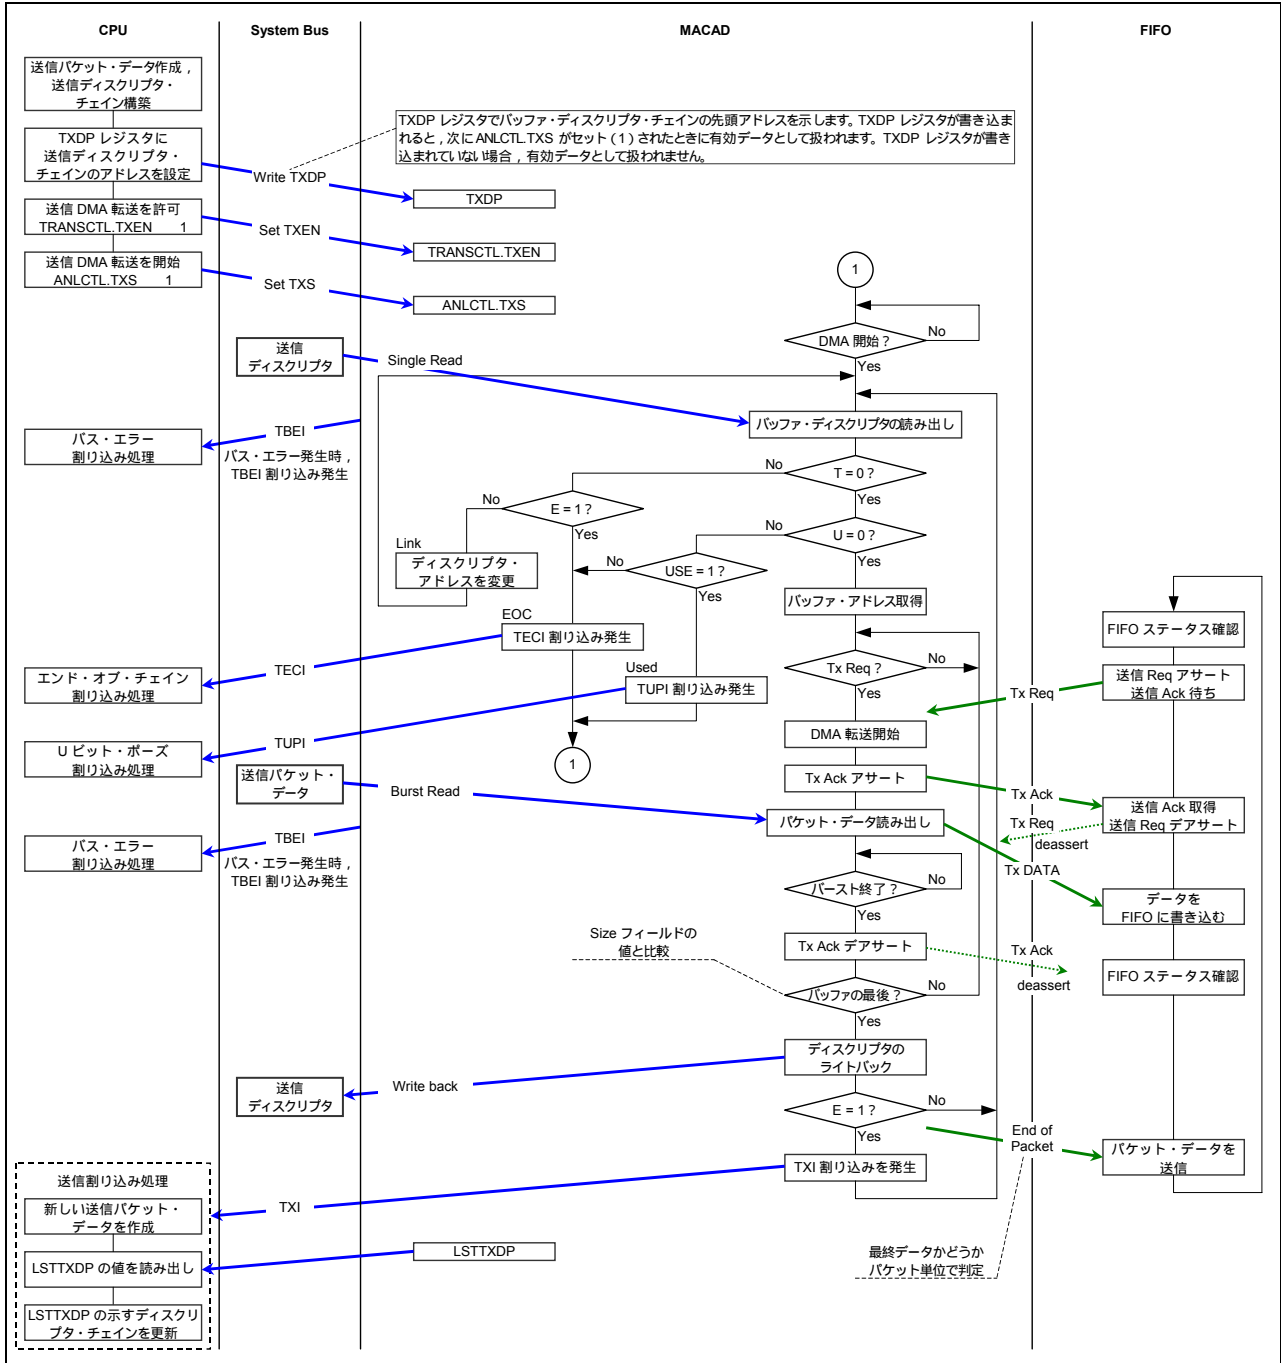 CPU
System Bus
MACAD
FIFO
送信パケット・データ作成，
送信ディスクリプタ・
チェイン構築
TXDP レジスタに
送信ディスクリプタ・
チェインのアドレスを設定
送信 DMA 転送を許可
TRANSCTL.TXEN 1
送信 DMA 転送を開始
ANLCTL.TXS 1
TXDP レジスタでバッファ・ディスクリプタ・チェインの先頭アドレスを示します。TXDP レジスタが書き込ま
れると，次に ANLCTL.TXS がセット（1）されたときに有効データとして扱われます。TXDP レジスタが書き
込まれていない場合，有効データとして扱われません。
Write TXDP
TXDP
Set TXEN
TRANSCTL.TXEN
Set TXS
ANLCTL.TXS
1
DMA 開始？
No
Yes
送信
ディスクリプタ
Single Read
バッファ・ディスクリプタの読み出し
バス・エラー
割り込み処理
TBEI
バス・エラー発生時，
TBEI 割り込み発生
T = 0？
No
Yes
E = 1？
No
Yes
U = 0？
No
Yes
Link
ディスクリプタ・
アドレスを変更
USE = 1？
No
Yes
バッファ・アドレス取得
FIFO ステータス確認
EOC
TECI 割り込み発生
Tx Req？
No
Yes
Used
TUPI 割り込み発生
エンド・オブ・チェイン
割り込み処理
TECI
送信 Req アサート
送信 Ack 待ち
Tx Req
DMA 転送開始
U ビット・ポーズ
割り込み処理
TUPI
1
送信パケット・
データ
Burst Read
Tx Ack アサート
Tx Ack
送信 Ack 取得
送信 Req デアサート
Tx Req
deassert
パケット・データ読み出し
Tx DATA
バス・エラー
割り込み処理
TBEI
バス・エラー発生時，
TBEI 割り込み発生
バースト終了？
No
Yes
データを
FIFO に書き込む
Size フィールドの
値と比較
Tx Ack デアサート
Tx Ack
deassert
FIFO ステータス確認
バッファの最後？
No
Yes
ディスクリプタの
ライトバック
送信
ディスクリプタ
Write back
E = 1？
No
Yes
End of
Packet
パケット・データを
送信
TXI 割り込みを発生
送信割り込み処理
新しい送信パケット・
データを作成
TXI
LSTTXDP
LSTTXDP の値を読み出し
最終データかどうか
パケット単位で判定
LSTTXDP の示すディスクリ
プタ・チェインを更新